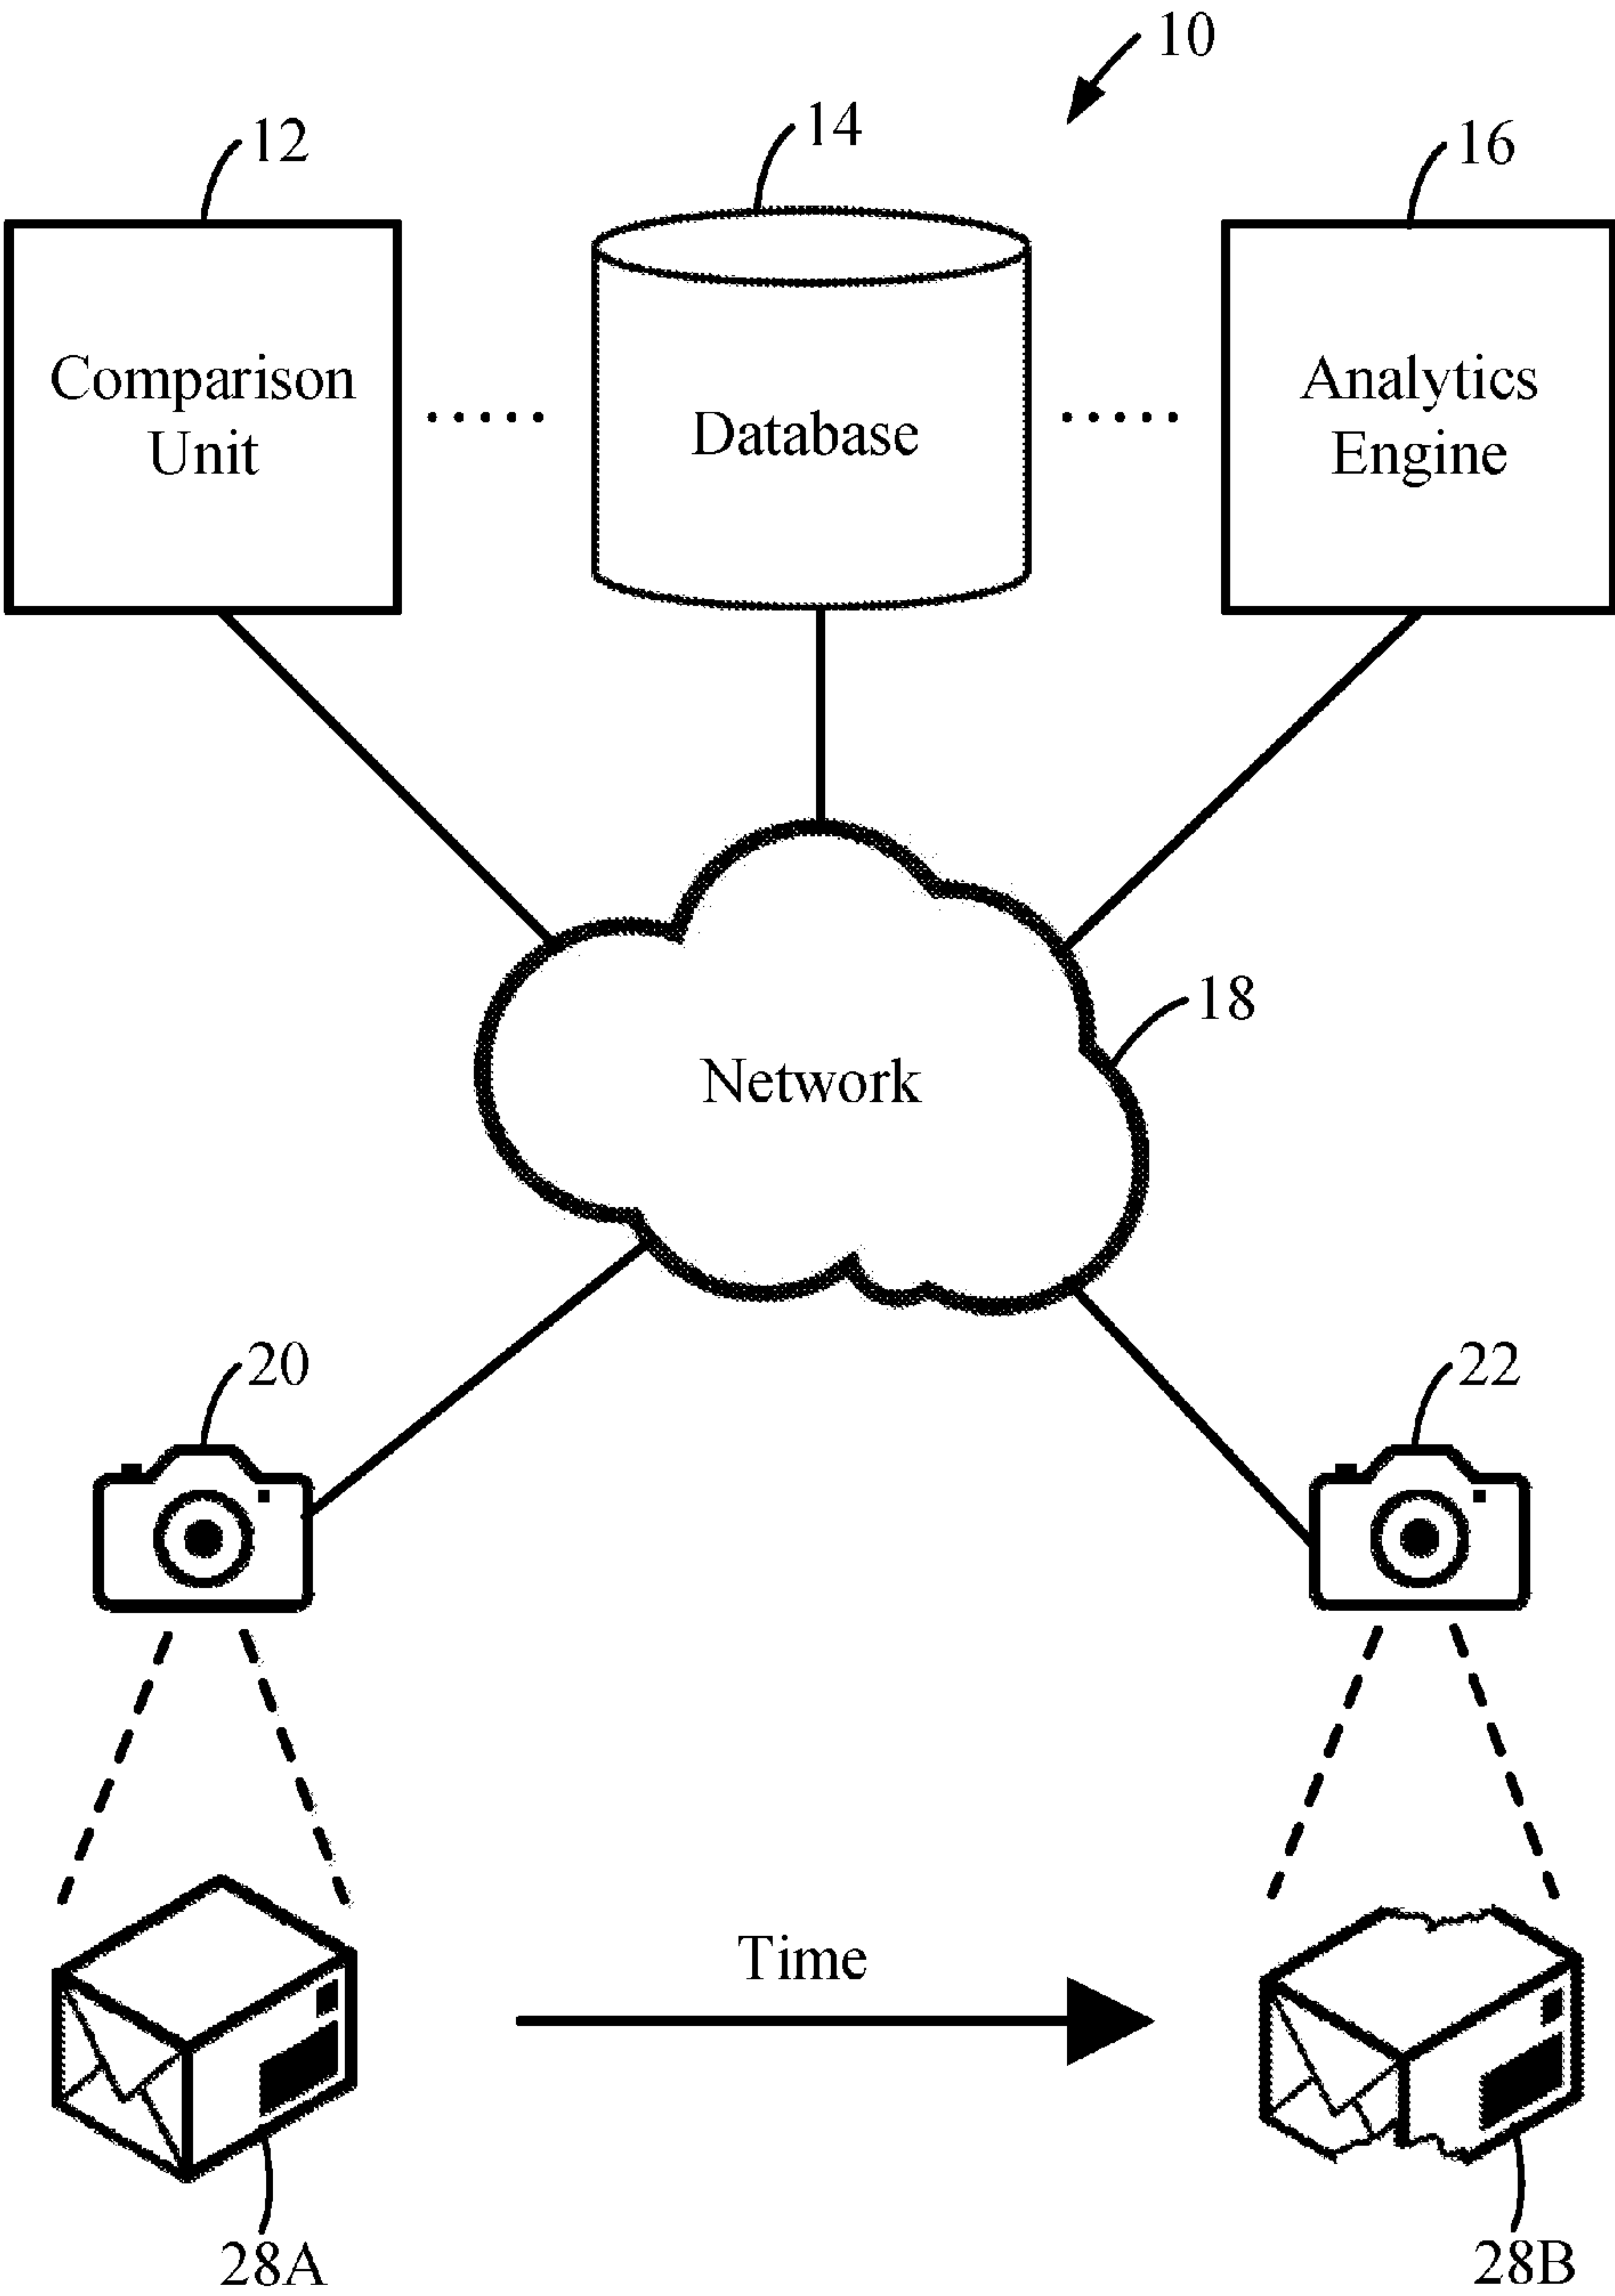 10
12
14
16
Comparison
Unit
Database
Analytics
Engine
18
Network
20
22
Time
28A
28B